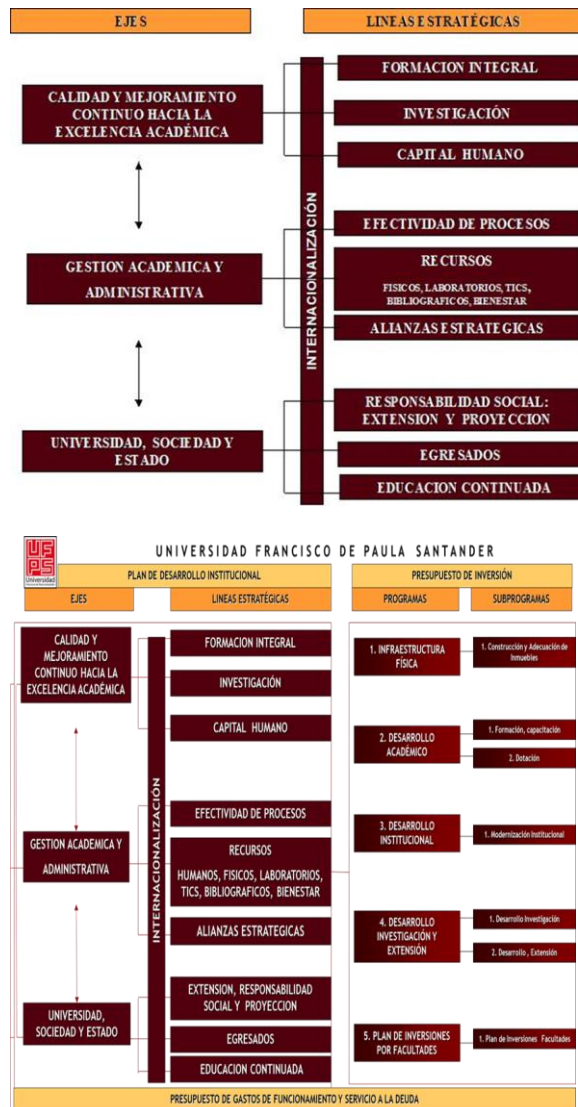 EJES
LINEAS ESTRATÉGICAS
CALIDAD Y MEJORAMIENTO
CONTINUO HACIA LA
EXCELENCIA ACADÉMICA
GESTION ACADEMICA Y
ADMINISTRATIVA
UNIVERSIDAD, SOCIEDAD Y
ESTADO
INTERNACIONALIZACIÓN
FORMACION INTEGRAL
INVESTIGACIÓN
CAPITAL HUMANO
EFECTIVIDAD DE PROCESOS
RECURSOS
FISICOS, LABORATORIOS, TICS,
BIBLIOGRAFICOS, BIENESTAR
ALIANZAS ESTRATEGICAS
RESPONSABILIDAD SOCIAL:
EXTENSION Y PROYECCION
EGRESADOS
EDUCACION CONTINUADA
UFPS
Universidad
UNIVERSIDAD FRANCISCO DE PAULA SANTANDER
PLAN DE DESARROLLO INSTITUCIONAL
PRESUPUESTO DE INVERSIÓN
EJES
LINEAS ESTRATÉGICAS
PROGRAMAS
SUBPROGRAMAS
CALIDAD Y
MEJORAMIENTO
CONTINUO HACIA LA
EXCELENCIA ACADÉMICA
GESTION ACADEMICA Y
ADMINISTRATIVA
UNIVERSIDAD,
SOCIEDAD Y ESTADO
INTERNACIONALIZACIÓN
FORMACION INTEGRAL
INVESTIGACIÓN
CAPITAL HUMANO
EFECTIVIDAD DE PROCESOS
RECURSOS
HUMANOS, FISICOS, LABORATORIOS,
TICS, BIBLIOGRAFICOS, BIENESTAR
ALIANZAS ESTRATEGICAS
EXTENSION, RESPONSABILIDAD
SOCIAL Y PROYECCION
EGRESADOS
EDUCACION CONTINUADA
1. INFRAESTRUCTURA
FÍSICA
1. Construcción y Adecuación de
Inmuebles
2. DESARROLLO
ACADÉMICO
1. Formación, capacitación
2. Dotación
3. DESARROLLO
INSTITUCIONAL
1. Modernización Institucional
4. DESARROLLO
INVESTIGACIÓN Y
EXTENSIÓN
1. Desarrollo Investigación
2. Desarrollo , Extensión
5. PLAN DE INVERSIONES
POR FACULTADES
1. Plan de Inversiones Facultades
PRESUPUESTO DE GASTOS DE FUNCIONAMIENTO Y SERVICIO A LA DEUDA